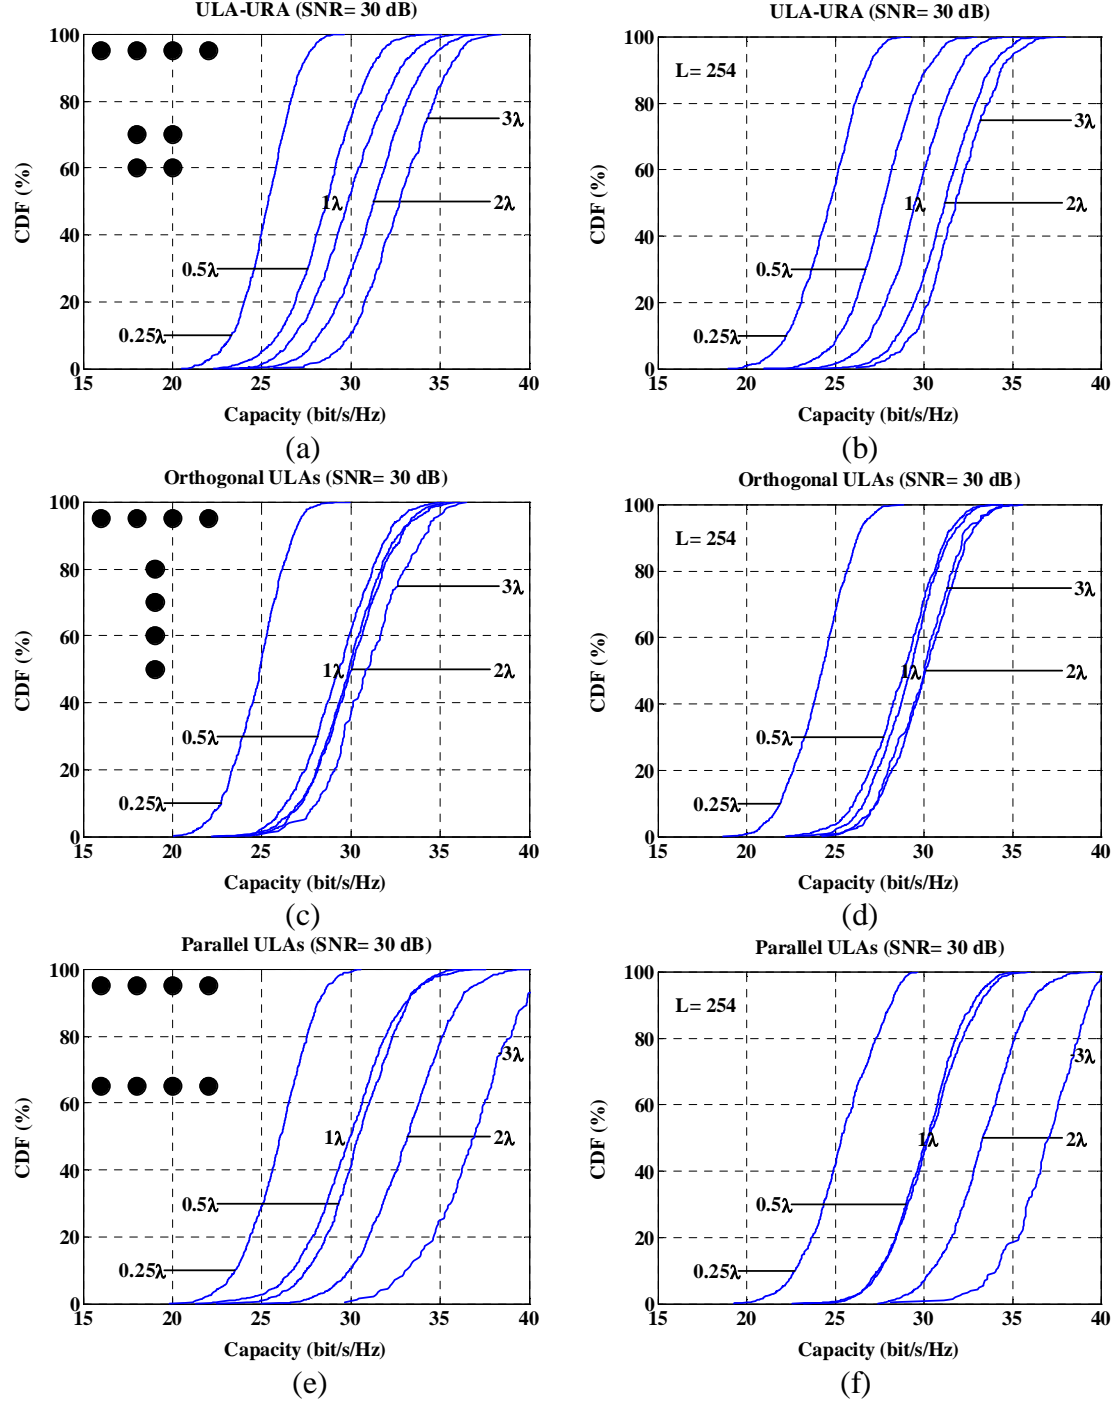 ULA-URA (SNR= 30 dB)
100
80
60
40
20
0
15
20
25
30
35
40
CDF (%)
Capacity (bit/s/Hz)
3λ
2λ
1λ
0.5λ
0.25λ
(a)
ULA-URA (SNR= 30 dB)
L= 254
100
80
60
40
20
0
15
20
25
30
35
40
CDF (%)
Capacity (bit/s/Hz)
3λ
2λ
1λ
0.5λ
0.25λ
(b)
Orthogonal ULAs (SNR= 30 dB)
100
80
60
40
20
0
15
20
25
30
35
40
CDF (%)
Capacity (bit/s/Hz)
3λ
2λ
1λ
0.5λ
0.25λ
(c)
Orthogonal ULAs (SNR= 30 dB)
L= 254
100
80
60
40
20
0
15
20
25
30
35
40
CDF (%)
Capacity (bit/s/Hz)
3λ
2λ
1λ
0.5λ
0.25λ
(d)
Parallel ULAs (SNR= 30 dB)
100
80
60
40
20
0
15
20
25
30
35
40
CDF (%)
Capacity (bit/s/Hz)
3λ
2λ
1λ
0.5λ
0.25λ
(e)
Parallel ULAs (SNR= 30 dB)
L= 254
100
80
60
40
20
0
15
20
25
30
35
40
CDF (%)
Capacity (bit/s/Hz)
3λ
2λ
1λ
0.5λ
0.25λ
(f)